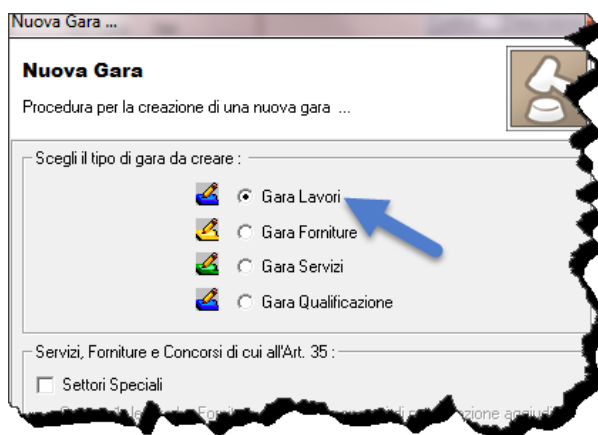 Nuova Gara ...
Nuova Gara
Procedura per la creazione di una nuova gara ...
Scegli il tipo di gara da creare :
Gara Lavori
Gara Forniture
Gara Servizi
Gara Qualificazione
Servizi, Forniture e Concorsi di cui all'Art. 35 :
Settori Speciali